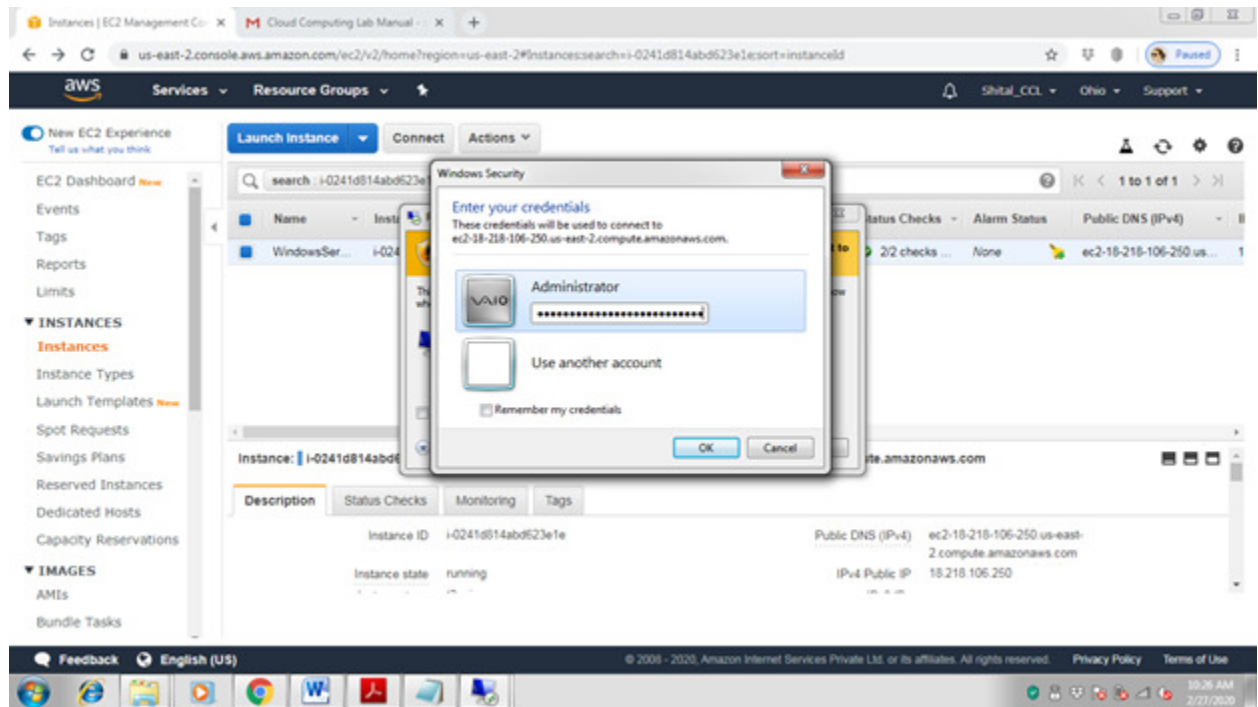 Instances | EC2 Management Co
Cloud Computing Lab Manual -
us-east-2.console.aws.amazon.com/ec2/v2/home?region=us-east-2#Instances:search=i-0241d814abd623e1e;sort=instanceId
Paused
aws Services Resource Groups Shital_CCL Ohio Support
New EC2 Experience
Tell us what you think
Launch Instance Connect Actions
EC2 Dashboard New
Events
Tags
Reports
Limits
INSTANCES
Instances
Instance Types
Launch Templates New
Spot Requests
Savings Plans
Reserved Instances
Dedicated Hosts
Capacity Reservations
IMAGES
AMIs
Bundle Tasks
search : i-0241d814abd623e1
1 to 1 of 1
Name Inst Status Checks Alarm Status Public DNS (IPv4)
WindowsSer... i-024 2/2 checks ... None ec2-18-218-106-250.us...
Windows Security
Enter your credentials
These credentials will be used to connect to
ec2-18-218-106-250.us-east-2.compute.amazonaws.com.
VAIO
Administrator
Use another account
Remember my credentials
OK Cancel
Instance: i-0241d814abd6 te.amazonaws.com
Description Status Checks Monitoring Tags
Instance ID i-0241d814abd623e1e
Public DNS (IPv4) ec2-18-218-106-250.us-east-
2.compute.amazonaws.com
Instance state running
IPv4 Public IP 18.218.106.250
Feedback English (US)
© 2008 - 2020, Amazon Internet Services Private Ltd. or its affiliates. All rights reserved. Privacy Policy Terms of Use
10:26 AM
2/27/2020